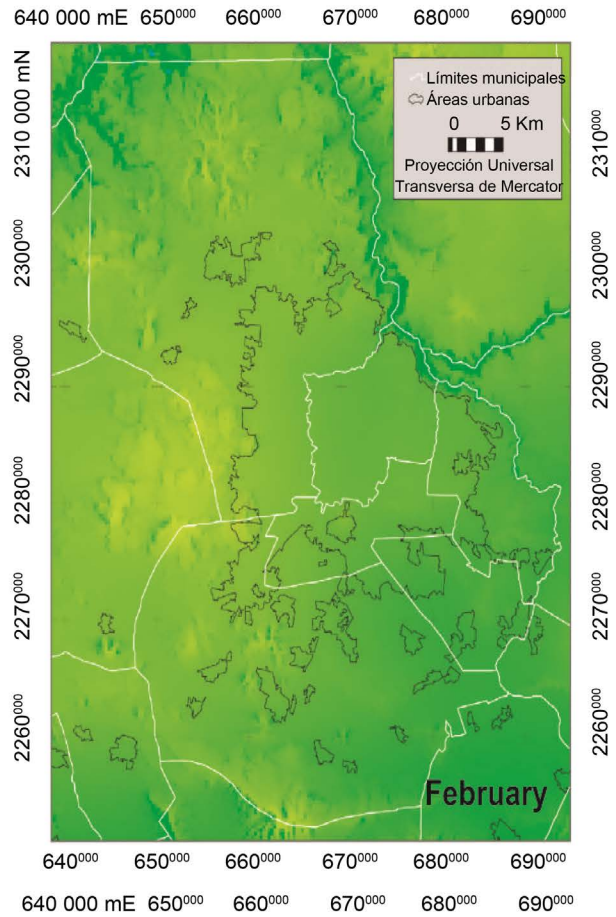 640 000 mE 650⁰⁰⁰ 660⁰⁰⁰ 670⁰⁰⁰ 680⁰⁰⁰ 690⁰⁰⁰
2310 000 mN
2300⁰⁰⁰
2290⁰⁰⁰
2280⁰⁰⁰
2270⁰⁰⁰
2260⁰⁰⁰
Límites municipales
Áreas urbanas
0 5 Km
Proyección Universal
Transversa de Mercator
2310⁰⁰⁰
2300⁰⁰⁰
2290⁰⁰⁰
2280⁰⁰⁰
2270⁰⁰⁰
2260⁰⁰⁰
February
640⁰⁰⁰ 650⁰⁰⁰ 660⁰⁰⁰ 670⁰⁰⁰ 680⁰⁰⁰ 690⁰⁰⁰
640 000 mE 650⁰⁰⁰ 660⁰⁰⁰ 670⁰⁰⁰ 680⁰⁰⁰ 690⁰⁰⁰